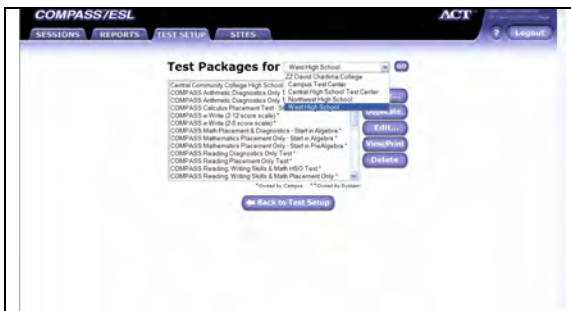 COMPASS/ESL
ACT
SESSIONS REPORTS TEST SETUP SITES
? Logout
Test Packages for West High School GO
ZZ David Chadima College
Campus Test Center
Central High School Test Center
Northwest High School
West High School
Central Community College High School
COMPASS Arithmetic Diagnostics Only
COMPASS Arithmetic Diagnostics Only
COMPASS Calculus Placement Test - S
COMPASS e-Write (2-12 score scale)*
COMPASS e-Write (2-8 score scale)*
COMPASS Math Placement & Diagnostics - Start in Algebra *
COMPASS Mathematics Placement Only - Start in Algebra *
COMPASS Mathematics Placement Only - Start in PreAlgebra *
COMPASS Reading Diagnostics Only Test*
COMPASS Reading Placement Only Test*
COMPASS Reading, Writing Skills & Math HSO Test*
COMPASS Reading, Writing Skills & Math Placement Only *
Duplicate
Edit...
View/Print
Delete
*Owned by Campus **Owned by System
Back to Test Setup